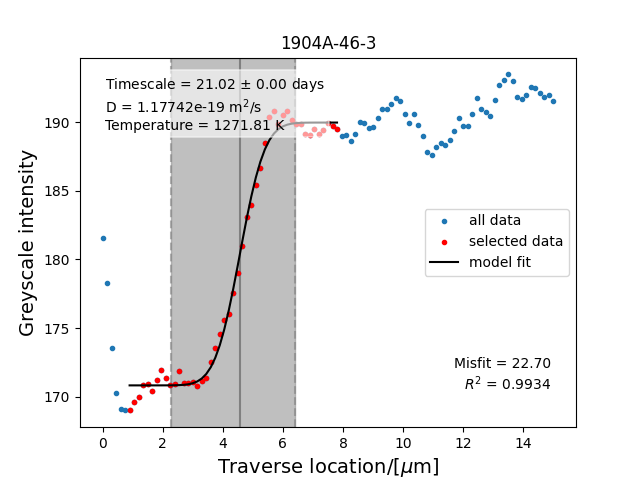 1904A-46-3
Timescale = 21.02 ± 0.00 days
D = 1.17742e-19 m²/s
Temperature = 1271.81 K
190
185
180
175
170
Greyscale intensity
all data
selected data
model fit
Misfit = 22.70
R² = 0.9934
0 2 4 6 8 10 12 14
Traverse location/[μm]